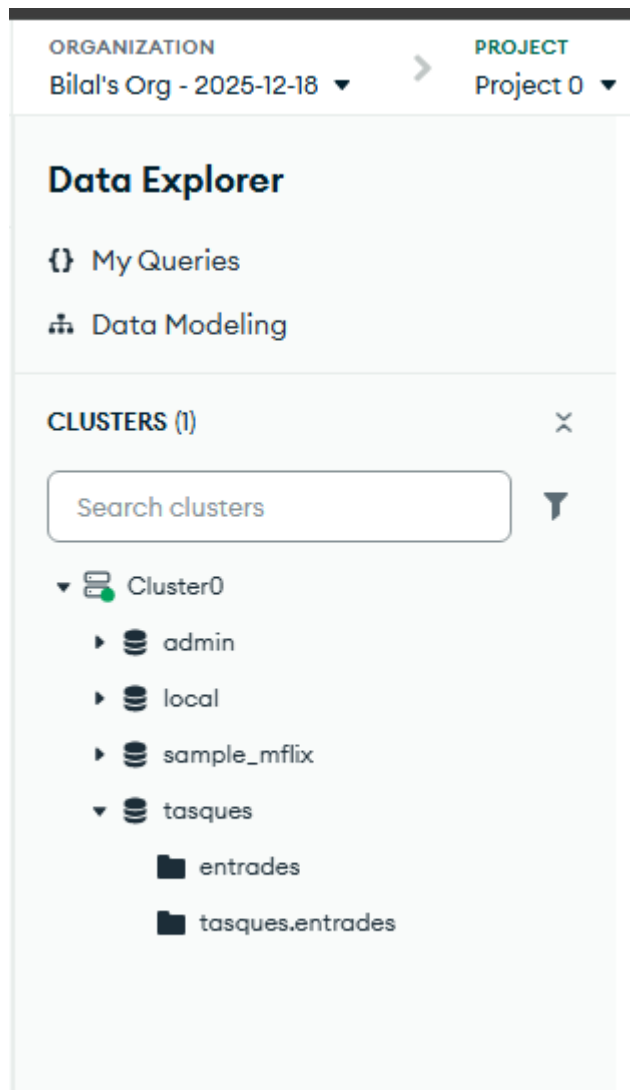 ORGANIZATION
Bilal's Org - 2025-12-18
PROJECT
Project 0
Data Explorer
{} My Queries
Data Modeling
CLUSTERS (1)
Search clusters
Cluster0
admin
local
sample_mflix
tasques
entrades
tasques.entrades